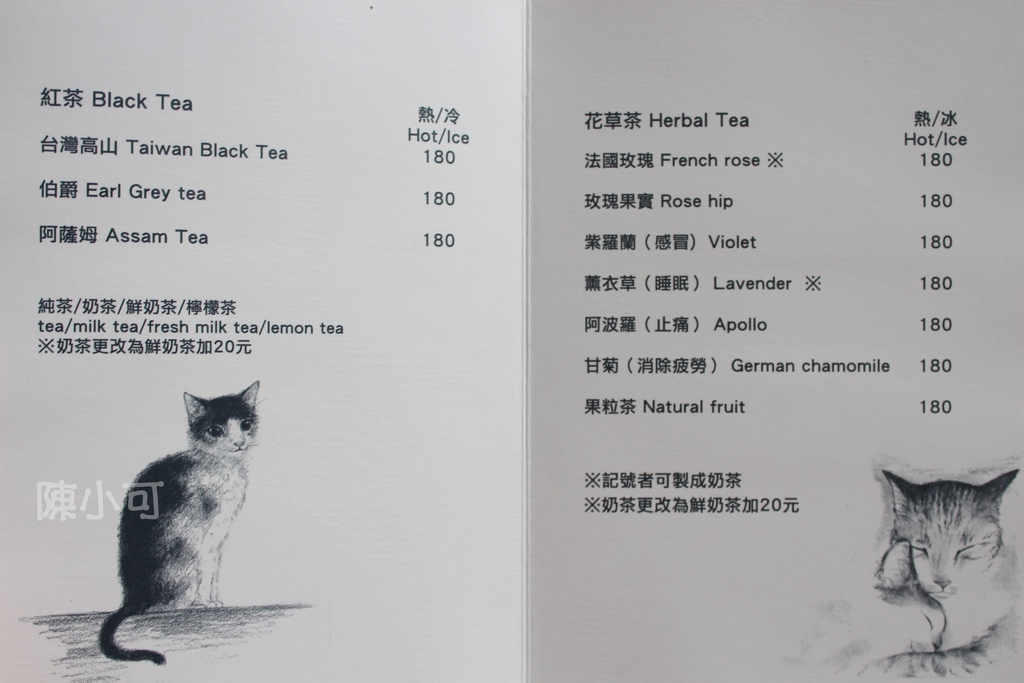 紅茶 Black Tea
熱/冷
Hot/Ice
台灣高山 Taiwan Black Tea 180
伯爵 Earl Grey tea 180
阿薩姆 Assam Tea 180
純茶/奶茶/鮮奶茶/檸檬茶
tea/milk tea/fresh milk tea/lemon tea
※奶茶更改為鮮奶茶加20元
陳小可
花草茶 Herbal Tea
熱/冰
Hot/Ice
法國玫瑰 French rose ※ 180
玫瑰果實 Rose hip 180
紫羅蘭（感冒）Violet 180
薰衣草（睡眠）Lavender ※ 180
阿波羅（止痛）Apollo 180
甘菊（消除疲勞）German chamomile 180
果粒茶 Natural fruit 180
※記號者可製成奶茶
※奶茶更改為鮮奶茶加20元